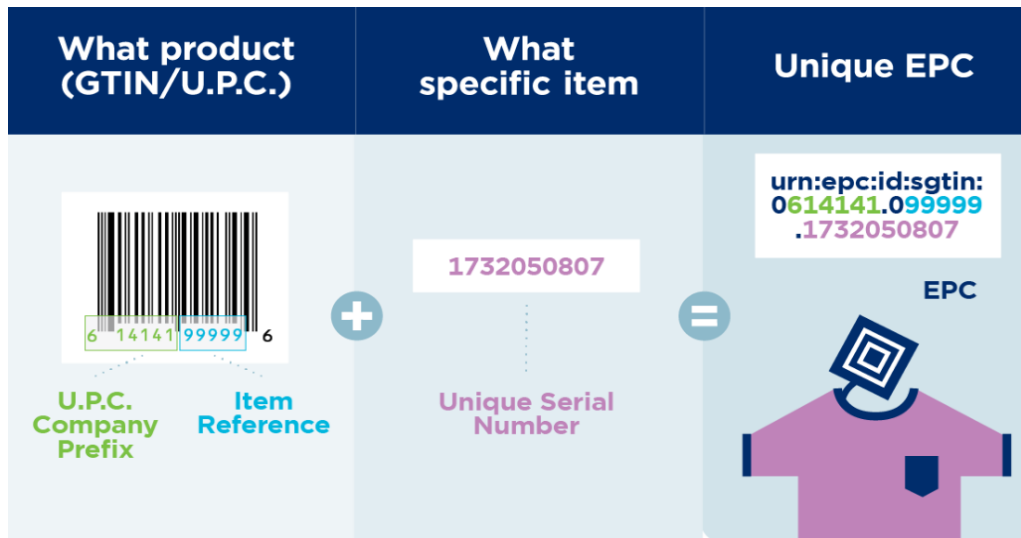 What product
(GTIN/U.P.C.)
What
specific item
Unique EPC
6 14141 99999 6
U.P.C.
Company
Prefix
Item
Reference
1732050807
Unique Serial
Number
urn:epc:id:sgtin:
0614141.099999
.1732050807
EPC